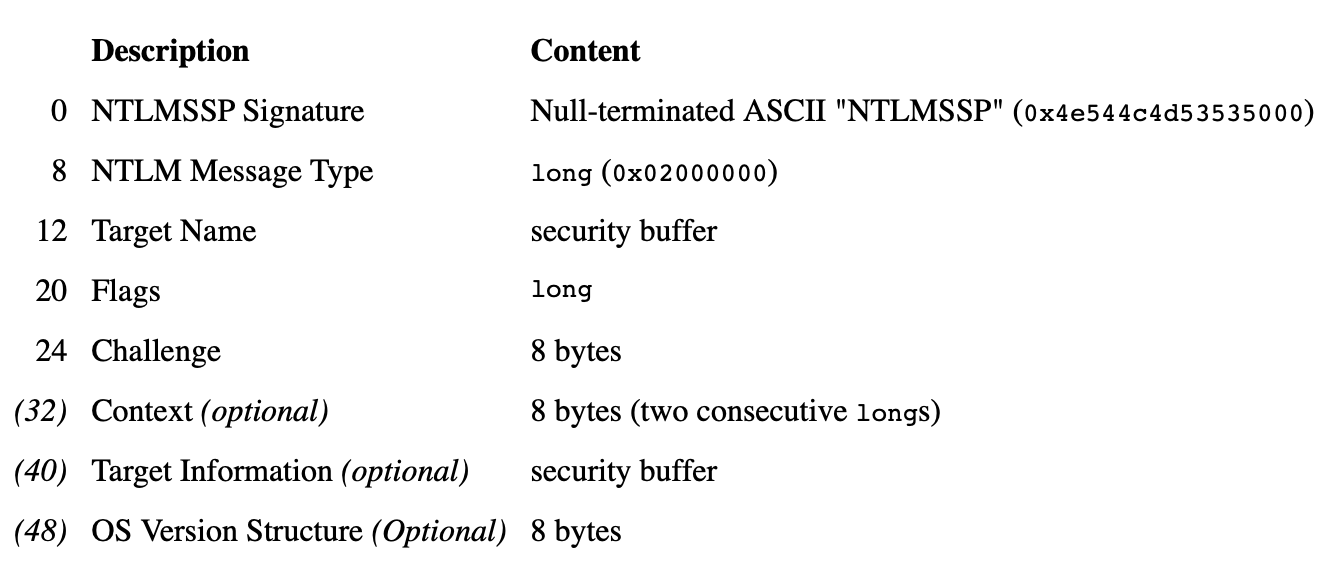 Description Content
0 NTLMSSP Signature Null-terminated ASCII "NTLMSSP" (0x4e544c4d53535000)
8 NTLM Message Type long (0x02000000)
12 Target Name security buffer
20 Flags long
24 Challenge 8 bytes
(32) Context (optional) 8 bytes (two consecutive longs)
(40) Target Information (optional) security buffer
(48) OS Version Structure (Optional) 8 bytes